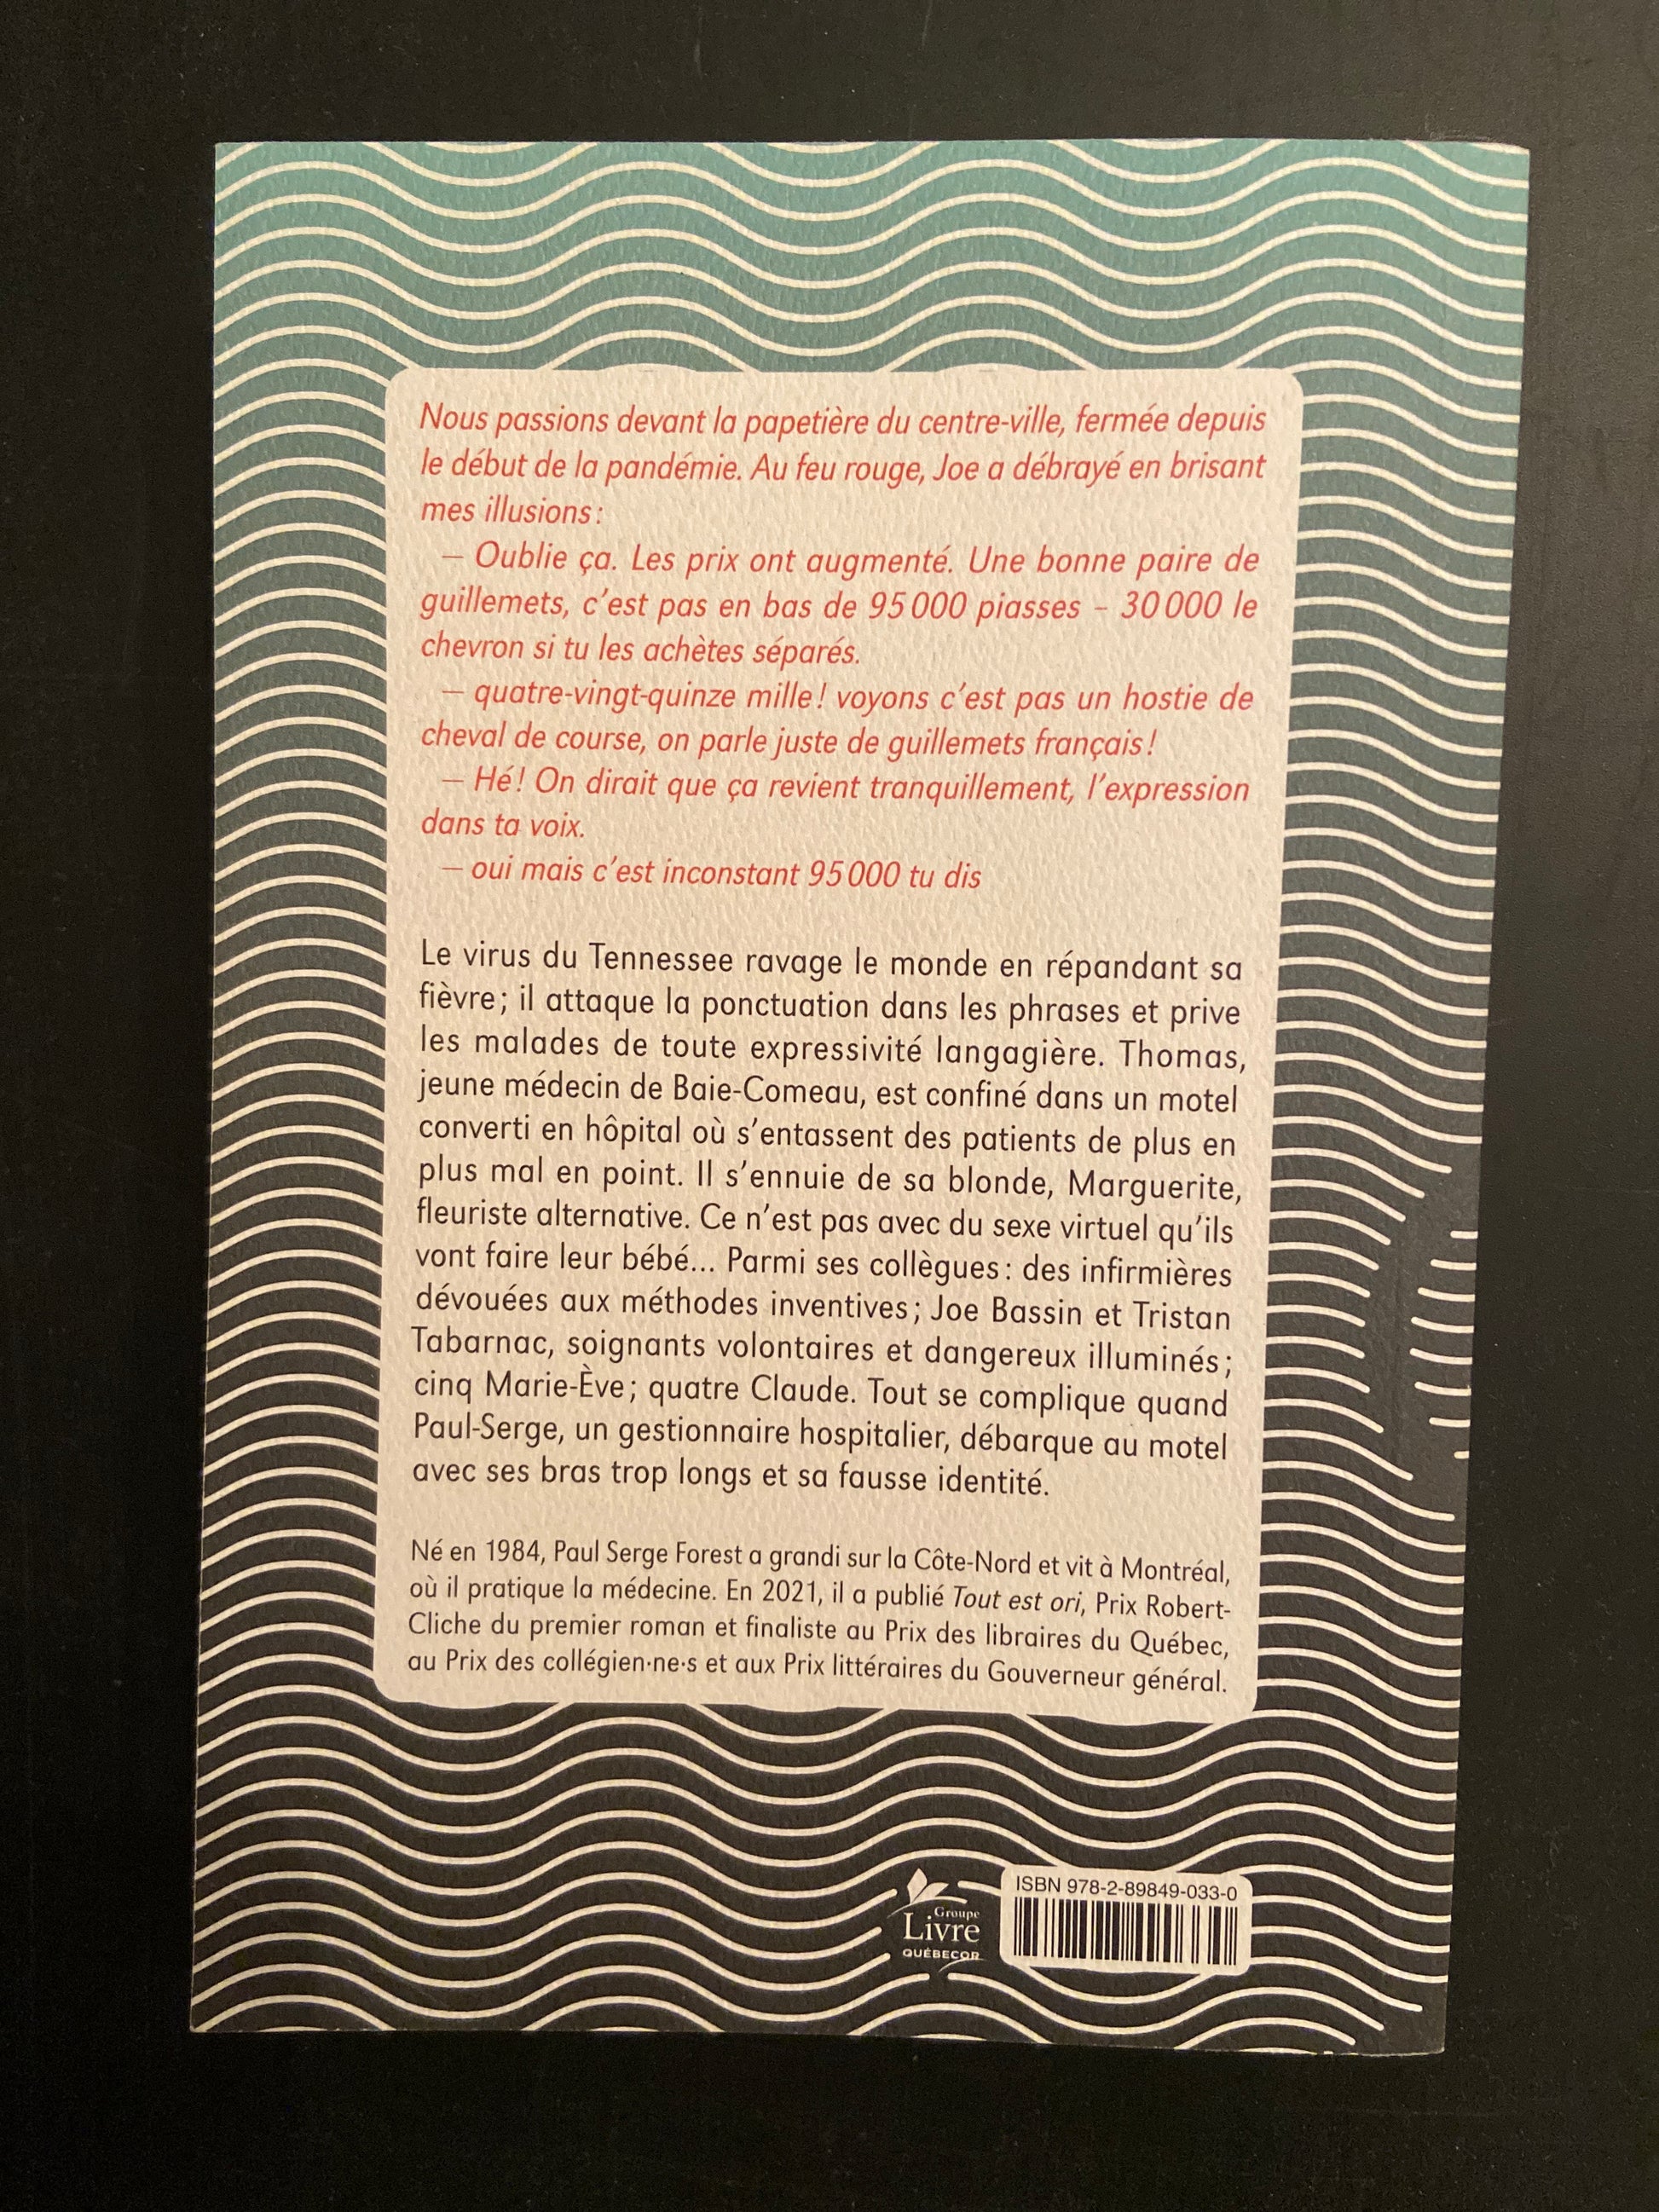 Nous passions devant la papetière du centre-ville, fermée depuis
le début de la pandémie. Au feu rouge, Joe a débrayé en brisant
mes illusions :
— Oublie ça. Les prix ont augmenté. Une bonne paire de
guillemets, c’est pas en bas de 95 000 piasses – 30 000 le
chevron si tu les achètes séparés.
— quatre-vingt-quinze mille ! voyons c’est pas un hostie de
cheval de course, on parle juste de guillemets français !
— Hé ! On dirait que ça revient tranquillement, l’expression
dans ta voix.
— oui mais c’est inconstant 95 000 tu dis
Le virus du Tennessee ravage le monde en répandant sa
fièvre ; il attaque la ponctuation dans les phrases et prive
les malades de toute expressivité langagière. Thomas,
jeune médecin de Baie-Comeau, est confiné dans un motel
converti en hôpital où s’entassent des patients de plus en
plus mal en point. Il s’ennuie de sa blonde, Marguerite,
fleuriste alternative. Ce n’est pas avec du sexe virtuel qu’ils
vont faire leur bébé... Parmi ses collègues : des infirmières
dévouées aux méthodes inventives ; Joe Bassin et Tristan
Tabarnac, soignants volontaires et dangereux illuminés ;
cinq Marie-Ève ; quatre Claude. Tout se complique quand
Paul-Serge, un gestionnaire hospitalier, débarque au motel
avec ses bras trop longs et sa fausse identité.
Né en 1984, Paul Serge Forest a grandi sur la Côte-Nord et vit à Montréal,
où il pratique la médecine. En 2021, il a publié Tout est ori, Prix Robert-
Cliche du premier roman et finaliste au Prix des libraires du Québec,
au Prix des collégien·ne·s et aux Prix littéraires du Gouverneur général.
Groupe
Livre
QUÉBECOR
ISBN 978-2-89849-033-0